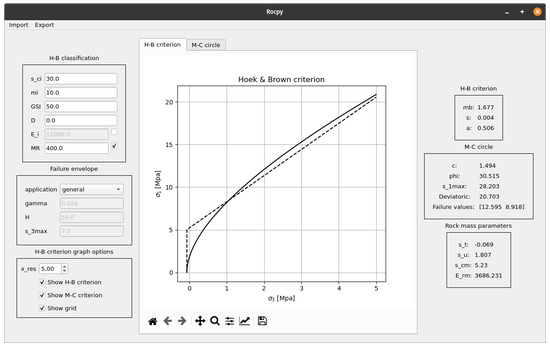 Rocpy
Import Export
H-B classification
s_ci 30.0
mi 10.0
GSI 50.0
D 0.0
E_i 12000.0
MR 400.0
Failure envelope
application general
gamma 0.026
H 50.0
s_3max 7.5
H-B criterion graph options
x_res 5.00
Show H-B criterion
Show M-C criterion
Show grid
H-B criterion M-C circle
Hoek & Brown criterion
σ₁ [Mpa]
20
15
10
5
0
0 1 2 3 4 5
σ₃ [Mpa]
H-B criterion
mb: 1.677
s: 0.004
a: 0.506
M-C circle
c: 1.494
phi: 30.515
s_1max: 28.203
Deviatoric: 20.703
Failure values: [12.595 8.918]
Rock mass parameters
s_t: -0.069
s_u: 1.807
s_cm: 5.23
E_rm: 3686.231